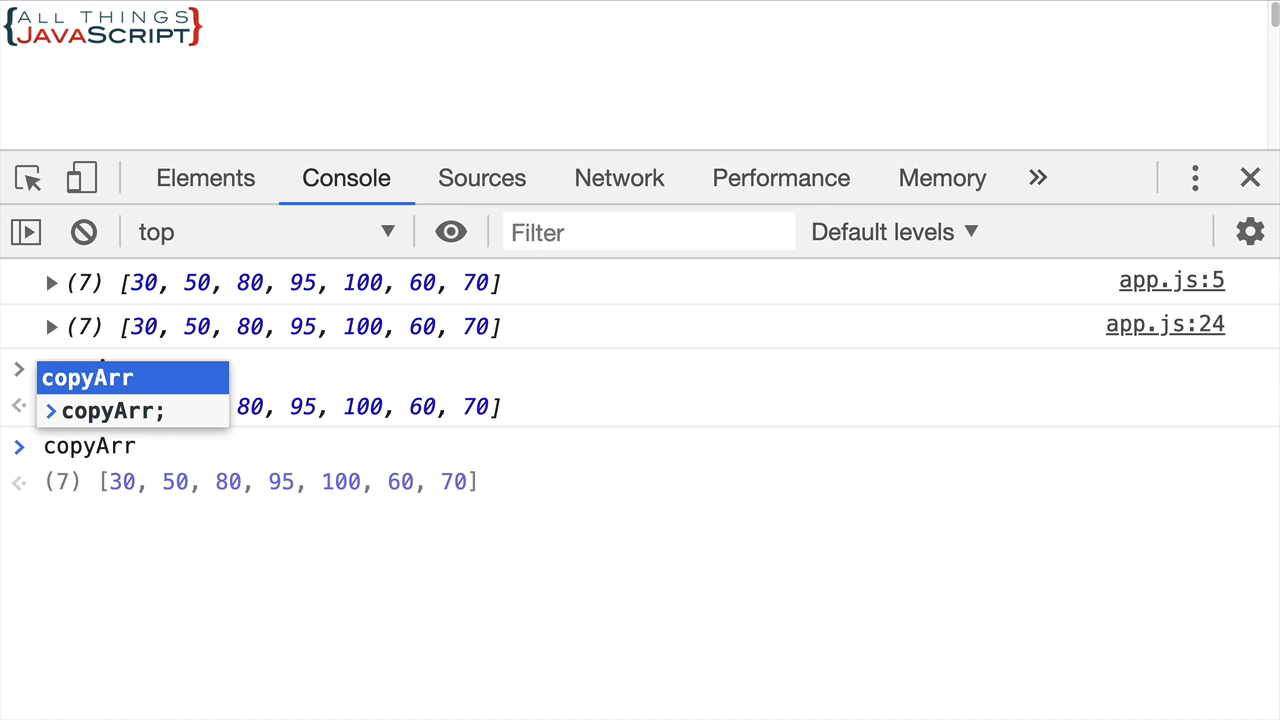 {ALL THINGS
JAVASCRIPT}
Elements Console Sources Network Performance Memory »
top ▼ Filter Default levels ▼
▶ (7) [30, 50, 80, 95, 100, 60, 70] app.js:5
▶ (7) [30, 50, 80, 95, 100, 60, 70] app.js:24
>
copyArr
> copyArr;
80, 95, 100, 60, 70]
> copyArr
(7) [30, 50, 80, 95, 100, 60, 70]